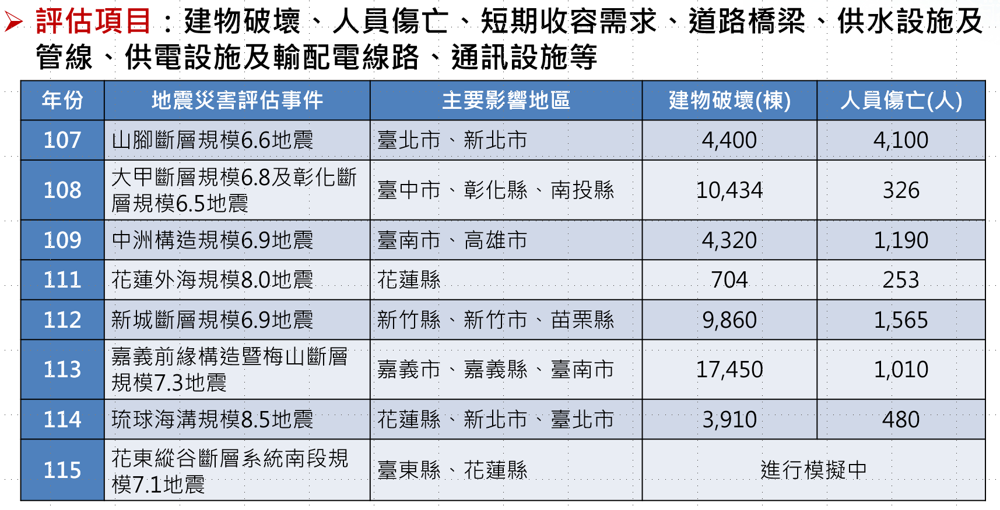 評估項目：建物破壞、人員傷亡、短期收容需求、道路橋梁、供水設施及
管線、供電設施及輸配電線路、通訊設施等
年份 地震災害評估事件 主要影響地區 建物破壞(棟) 人員傷亡(人)
107 山腳斷層規模6.6地震 臺北市、新北市 4,400 4,100
108 大甲斷層規模6.8及彰化斷
層規模6.5地震 臺中市、彰化縣、南投縣 10,434 326
109 中洲構造規模6.9地震 臺南市、高雄市 4,320 1,190
111 花蓮外海規模8.0地震 花蓮縣 704 253
112 新城斷層規模6.9地震 新竹縣、新竹市、苗栗縣 9,860 1,565
113 嘉義前緣構造暨梅山斷層
規模7.3地震 嘉義市、嘉義縣、臺南市 17,450 1,010
114 琉球海溝規模8.5地震 花蓮縣、新北市、臺北市 3,910 480
115 花東縱谷斷層系統南段規
模7.1地震 臺東縣、花蓮縣 進行模擬中